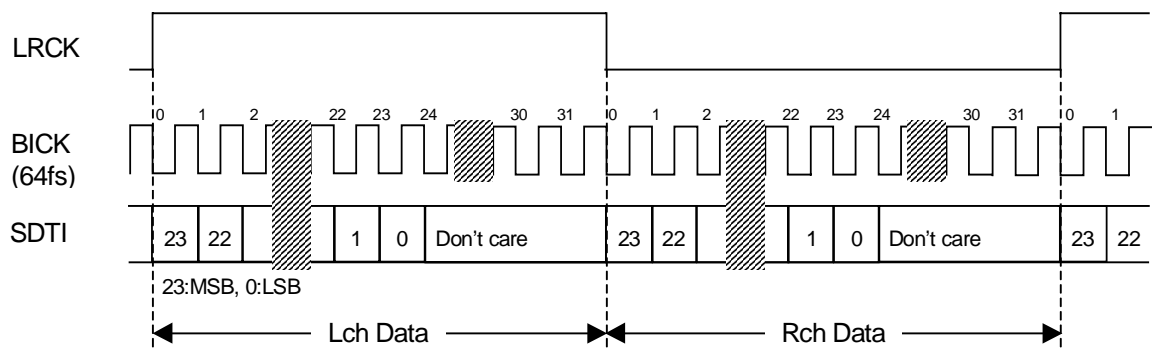 LRCK
0 1 2 22 23 24 30 31 0 1 2 22 23 24 30 31 0 1
BICK
(64fs)
SDTI
23 22 1 0 Don't care 23 22 1 0 Don't care 23 22
23:MSB, 0:LSB
Lch Data Rch Data